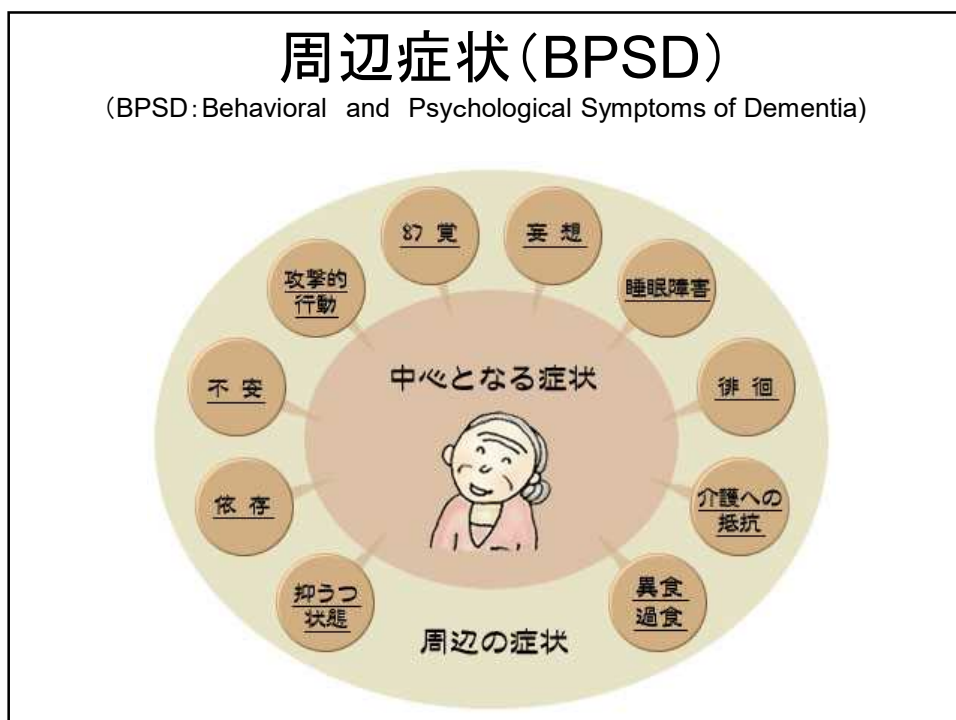 周辺症状(BPSD)
(BPSD:Behavioral and Psychological Symptoms of Dementia)
幻覚
妄想
攻撃的
行動
睡眠障害
不安
中心となる症状
徘徊
依存
介護への
抵抗
抑うつ
状態
異食
過食
周辺の症状